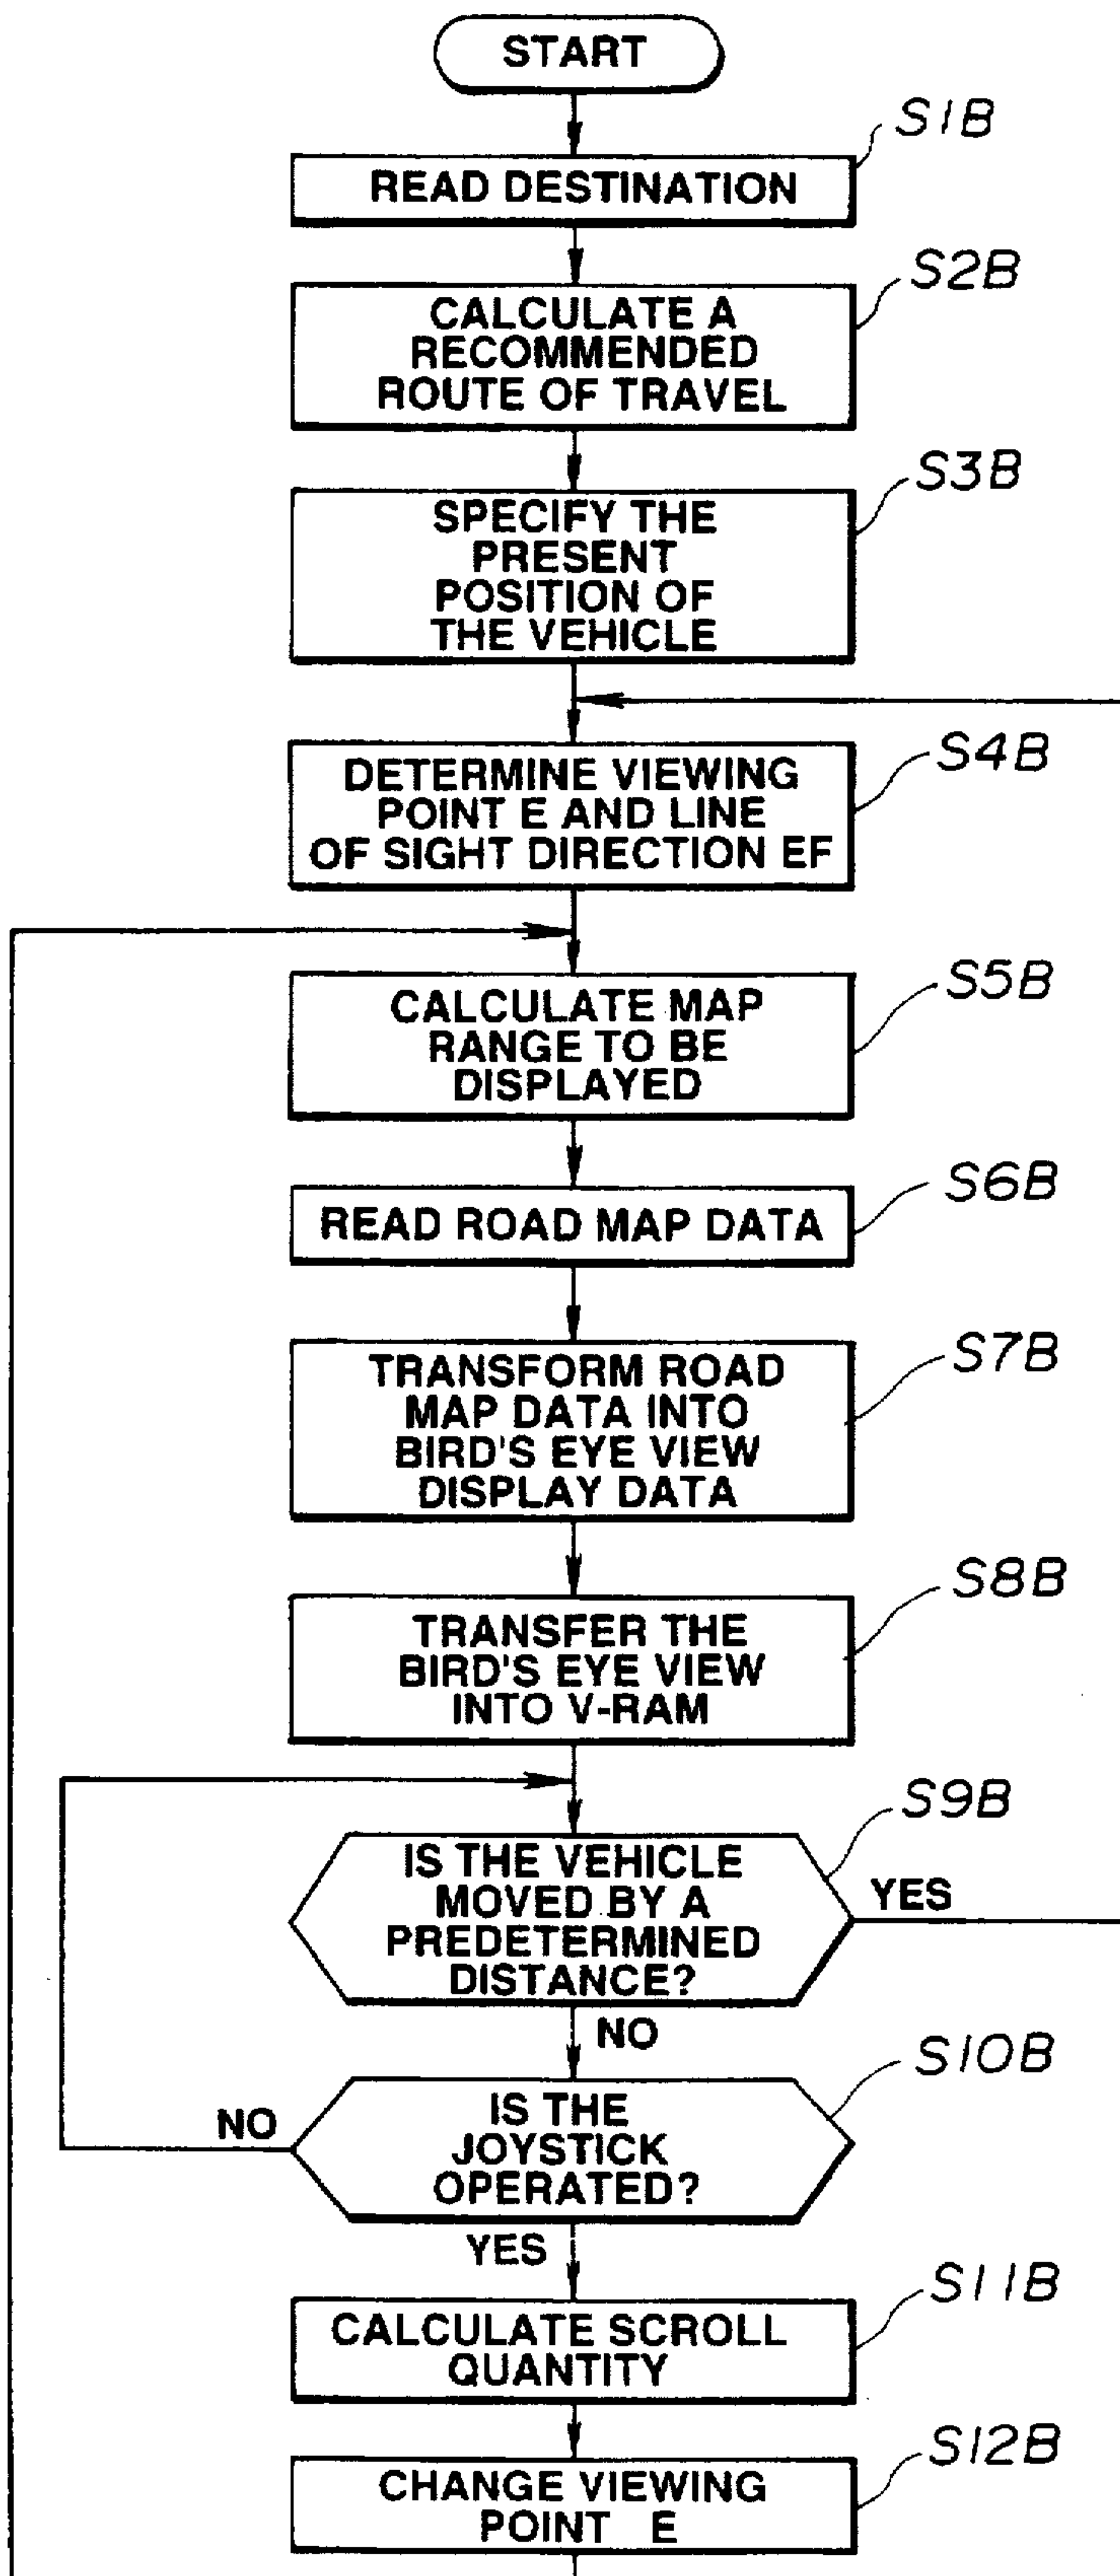 START
S1B
READ DESTINATION
S2B
CALCULATE A
RECOMMENDED
ROUTE OF TRAVEL
S3B
SPECIFY THE
PRESENT
POSITION OF
THE VEHICLE
S4B
DETERMINE VIEWING
POINT E AND LINE
OF SIGHT DIRECTION EF
S5B
CALCULATE MAP
RANGE TO BE
DISPLAYED
S6B
READ ROAD MAP DATA
S7B
TRANSFORM ROAD
MAP DATA INTO
BIRD'S EYE VIEW
DISPLAY DATA
S8B
TRANSFER THE
BIRD'S EYE VIEW
INTO V-RAM
S9B
IS THE VEHICLE
MOVED BY A
PREDETERMINED
DISTANCE?
YES
NO
S10B
IS THE
JOYSTICK
OPERATED?
NO
YES
S11B
CALCULATE SCROLL
QUANTITY
S12B
CHANGE VIEWING
POINT E